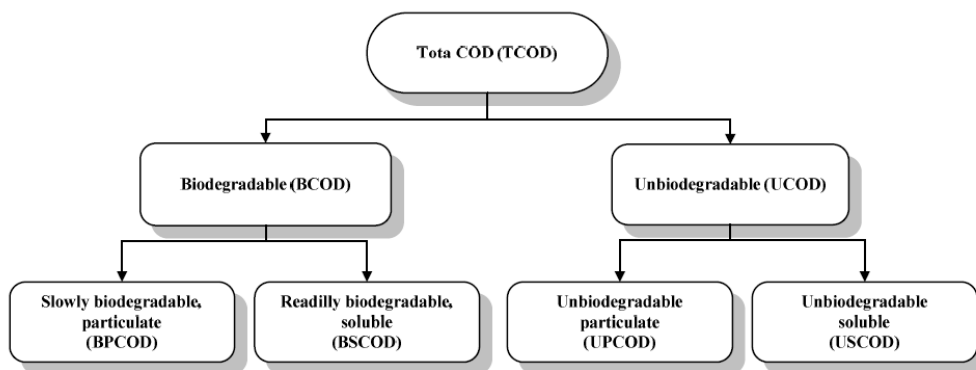 Tota COD (TCOD)
Biodegradable (BCOD)
Unbiodegradable (UCOD)
Slowly biodegradable,
particulate
(BPCOD)
Readilly biodegradable,
soluble
(BSCOD)
Unbiodegradable
particulate
(UPCOD)
Unbiodegradable
soluble
(USCOD)